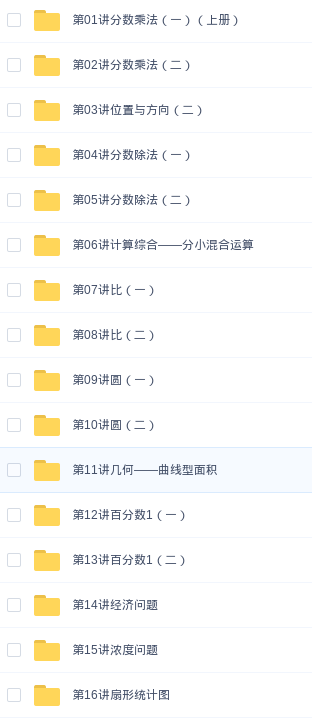 第01讲分数乘法（一）（上册）
第02讲分数乘法（二）
第03讲位置与方向（二）
第04讲分数除法（一）
第05讲分数除法（二）
第06讲计算综合——分小混合运算
第07讲比（一）
第08讲比（二）
第09讲圆（一）
第10讲圆（二）
第11讲几何——曲线型面积
第12讲百分数1（一）
第13讲百分数1（二）
第14讲经济问题
第15讲浓度问题
第16讲扇形统计图